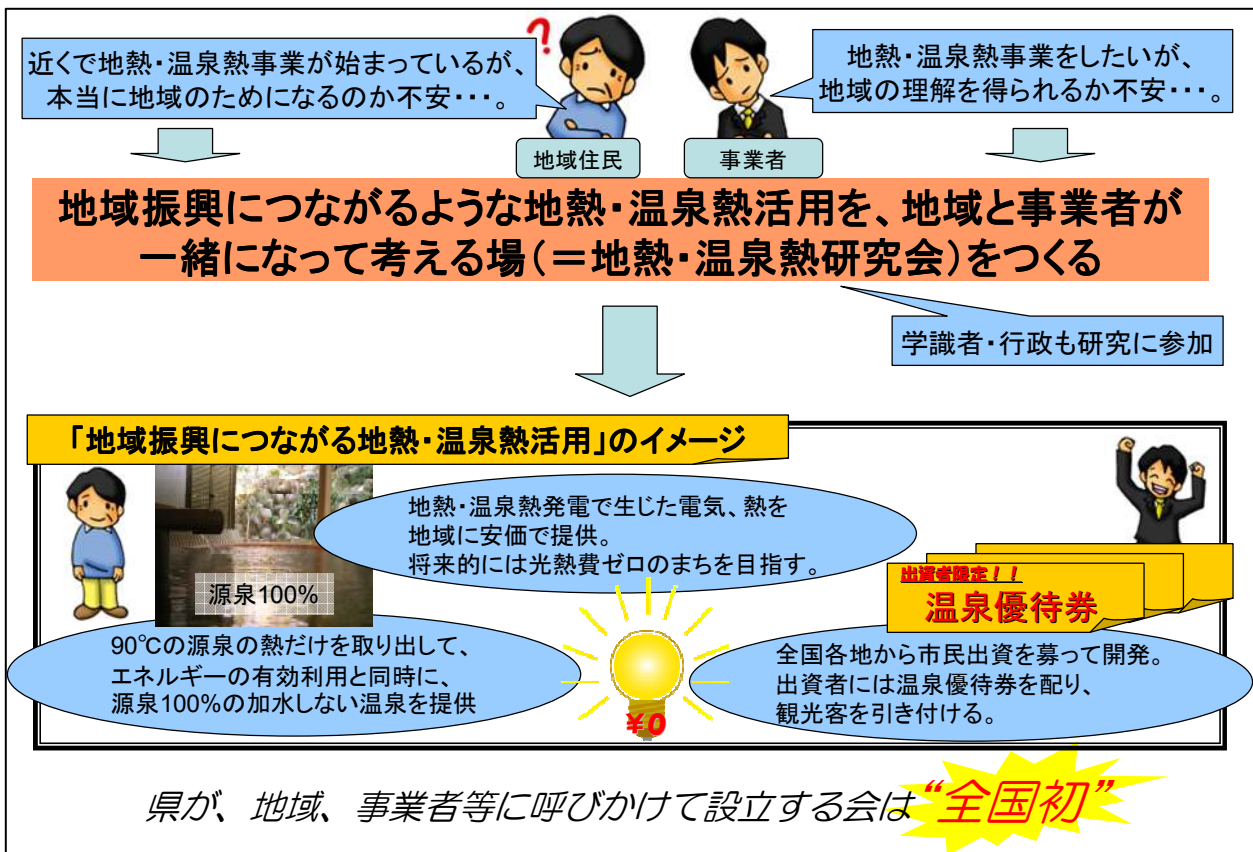 近くで地熱・温泉熱事業が始まっているが、
本当に地域のためになるのか不安・・・。
?
地熱・温泉熱事業をしたいが、
地域の理解を得られるか不安・・・。
地域住民
事業者
地域振興につながるような地熱・温泉熱活用を、地域と事業者が
一緒になって考える場(=地熱・温泉熱研究会)をつくる
学識者・行政も研究に参加
「地域振興につながる地熱・温泉熱活用」のイメージ
地熱・温泉熱発電で生じた電気、熱を
地域に安価で提供。
将来的には光熱費ゼロのまちを目指す。
源泉100%
90℃の源泉の熱だけを取り出して、
エネルギーの有効利用と同時に、
源泉100%の加水しない温泉を提供
¥0
出資者限定!!
温泉優待券
全国各地から市民出資を募って開発。
出資者には温泉優待券を配り、
観光客を引き付ける。
県が、地域、事業者等に呼びかけて設立する会は“全国初”